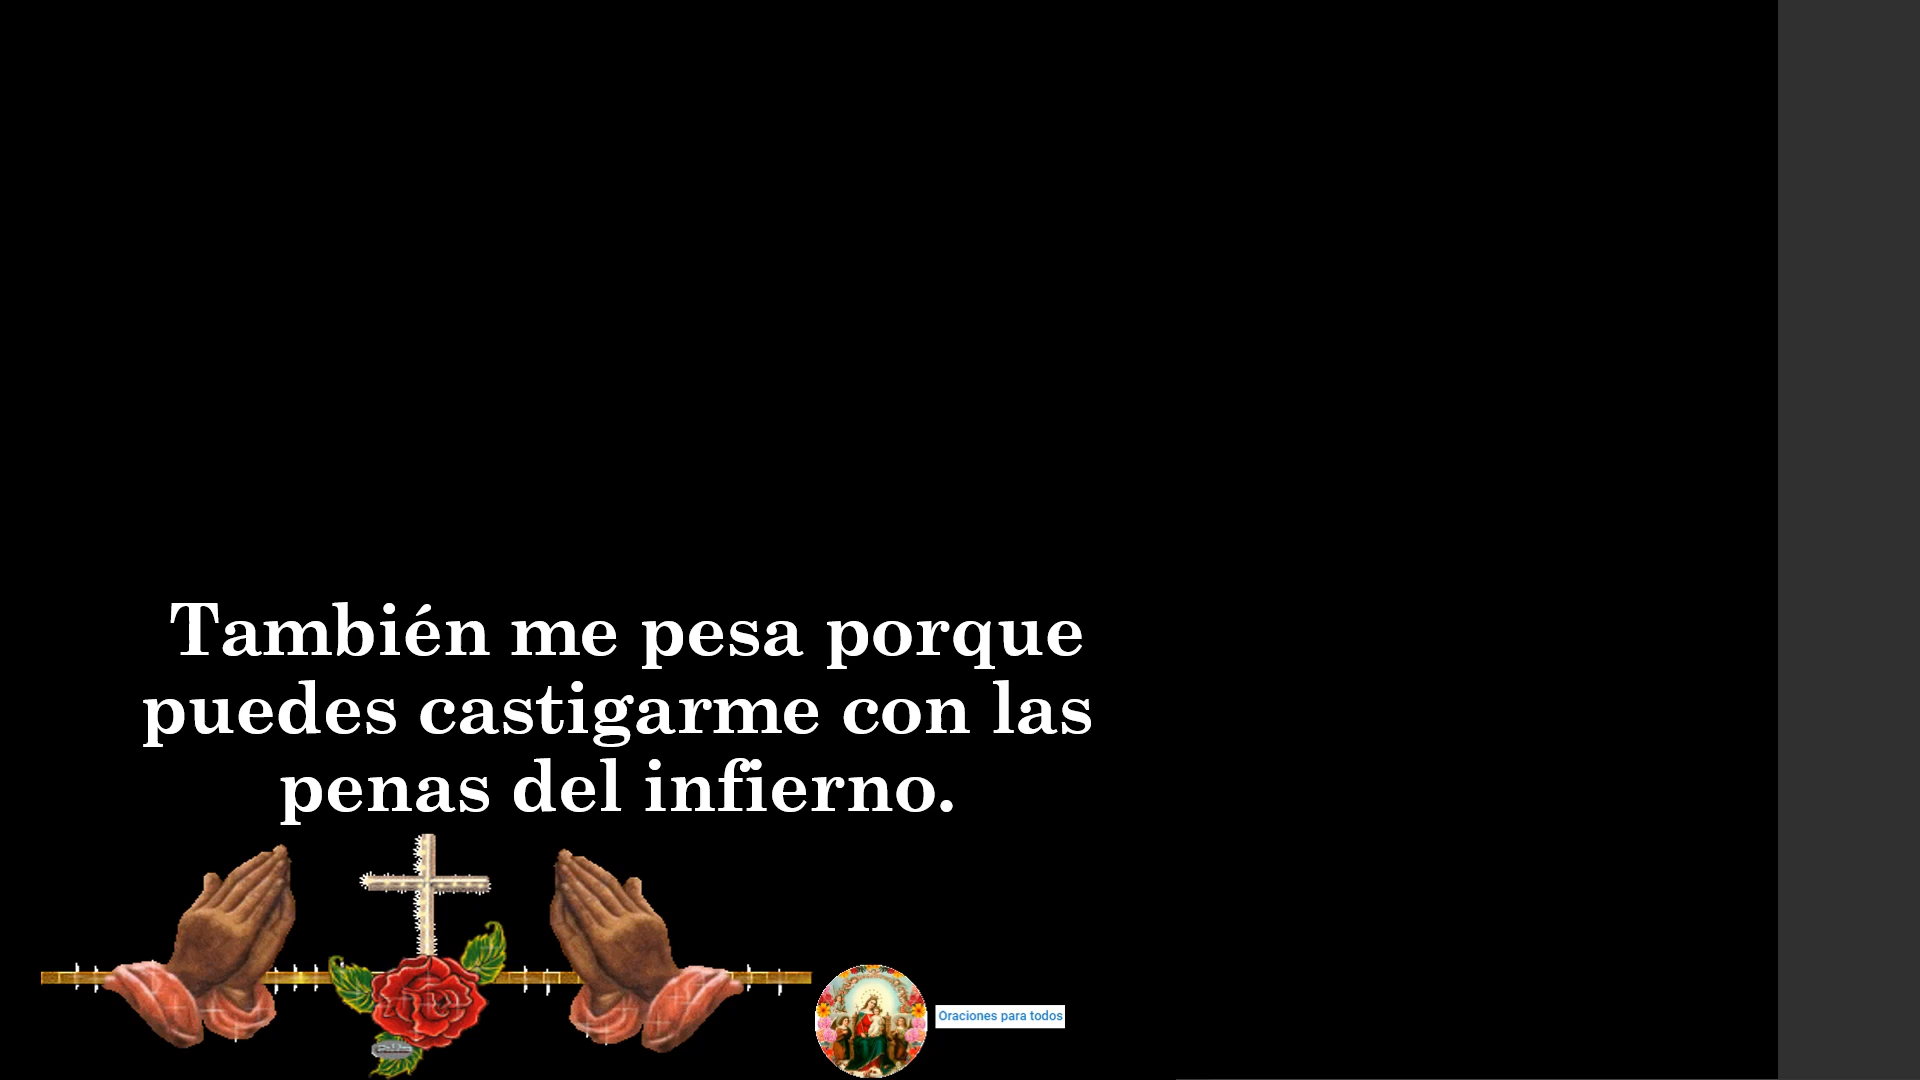 También me pesa porque
puedes castigarme con las
penas del infierno.
Oraciones para todos